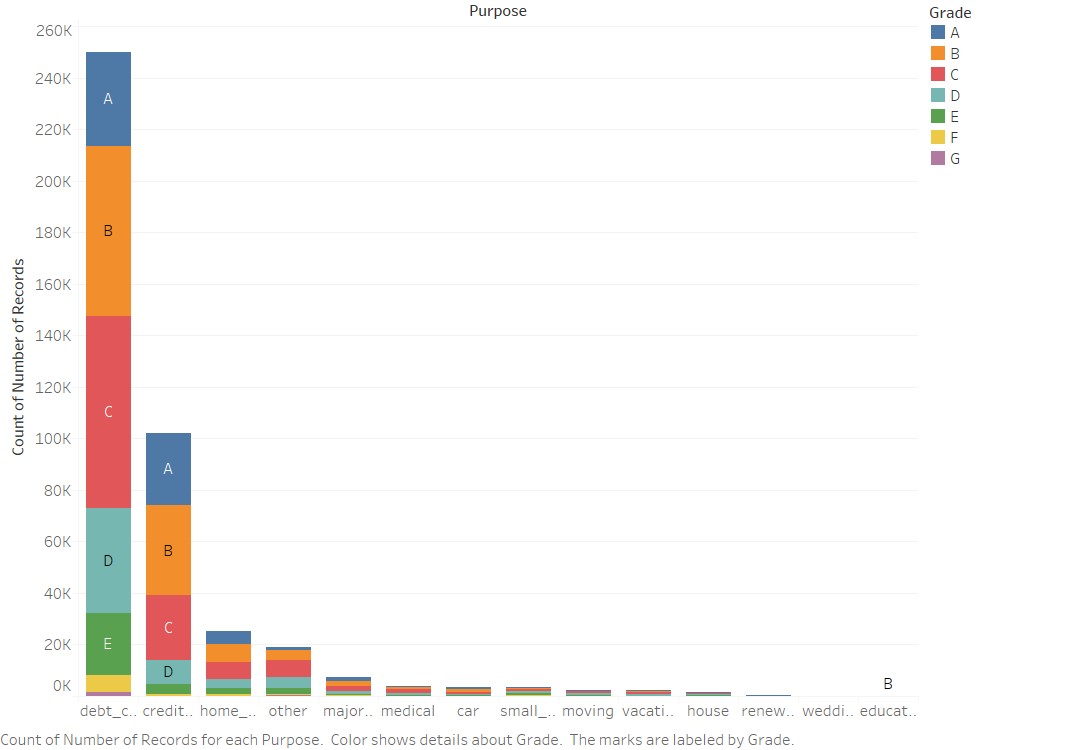 Purpose
Grade
A
B
C
D
E
F
G
Count of Number of Records
260K
240K
220K
200K
180K
160K
140K
120K
100K
80K
60K
40K
20K
0K
A
B
C
D
E
A
B
C
D
B
debt_c.. credit.. home_.. other major.. medical car small_.. moving vacati.. house renew.. weddi.. educat..
Count of Number of Records for each Purpose. Color shows details about Grade. The marks are labeled by Grade.